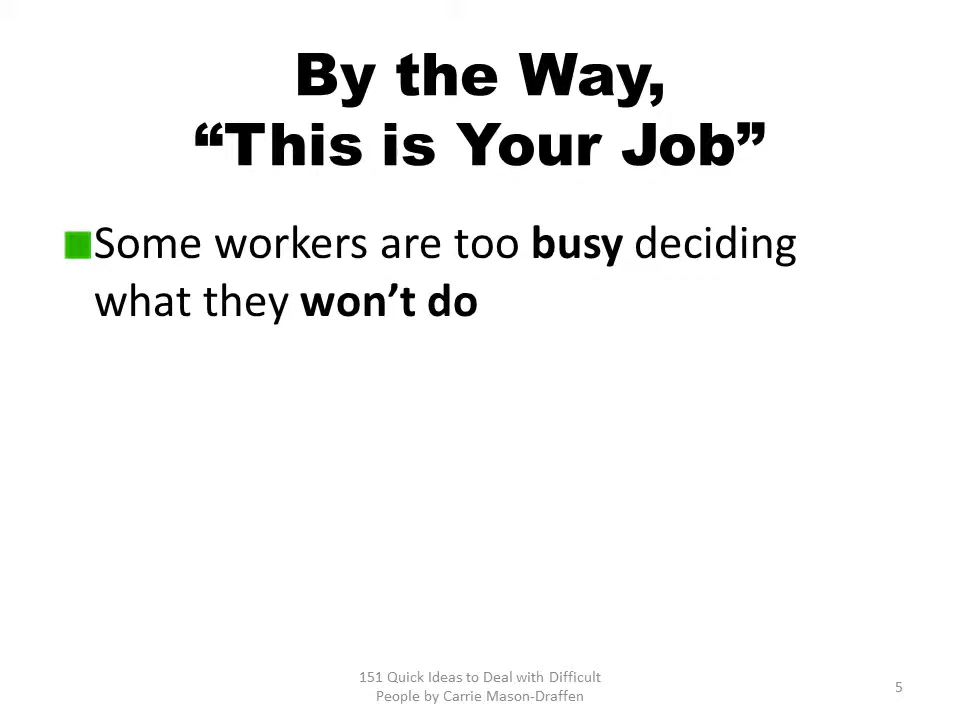 By the Way,
“This is Your Job”
Some workers are too busy deciding
what they won’t do
151 Quick Ideas to Deal with Difficult
People by Carrie Mason-Draffen
5